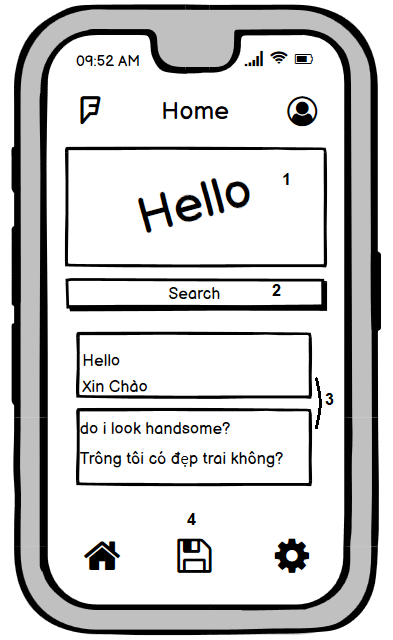 09:52 AM
Home
Hello
1
Search
2
Hello
Xin Chào
3
do i look handsome?
Trông tôi có đẹp trai không?
4